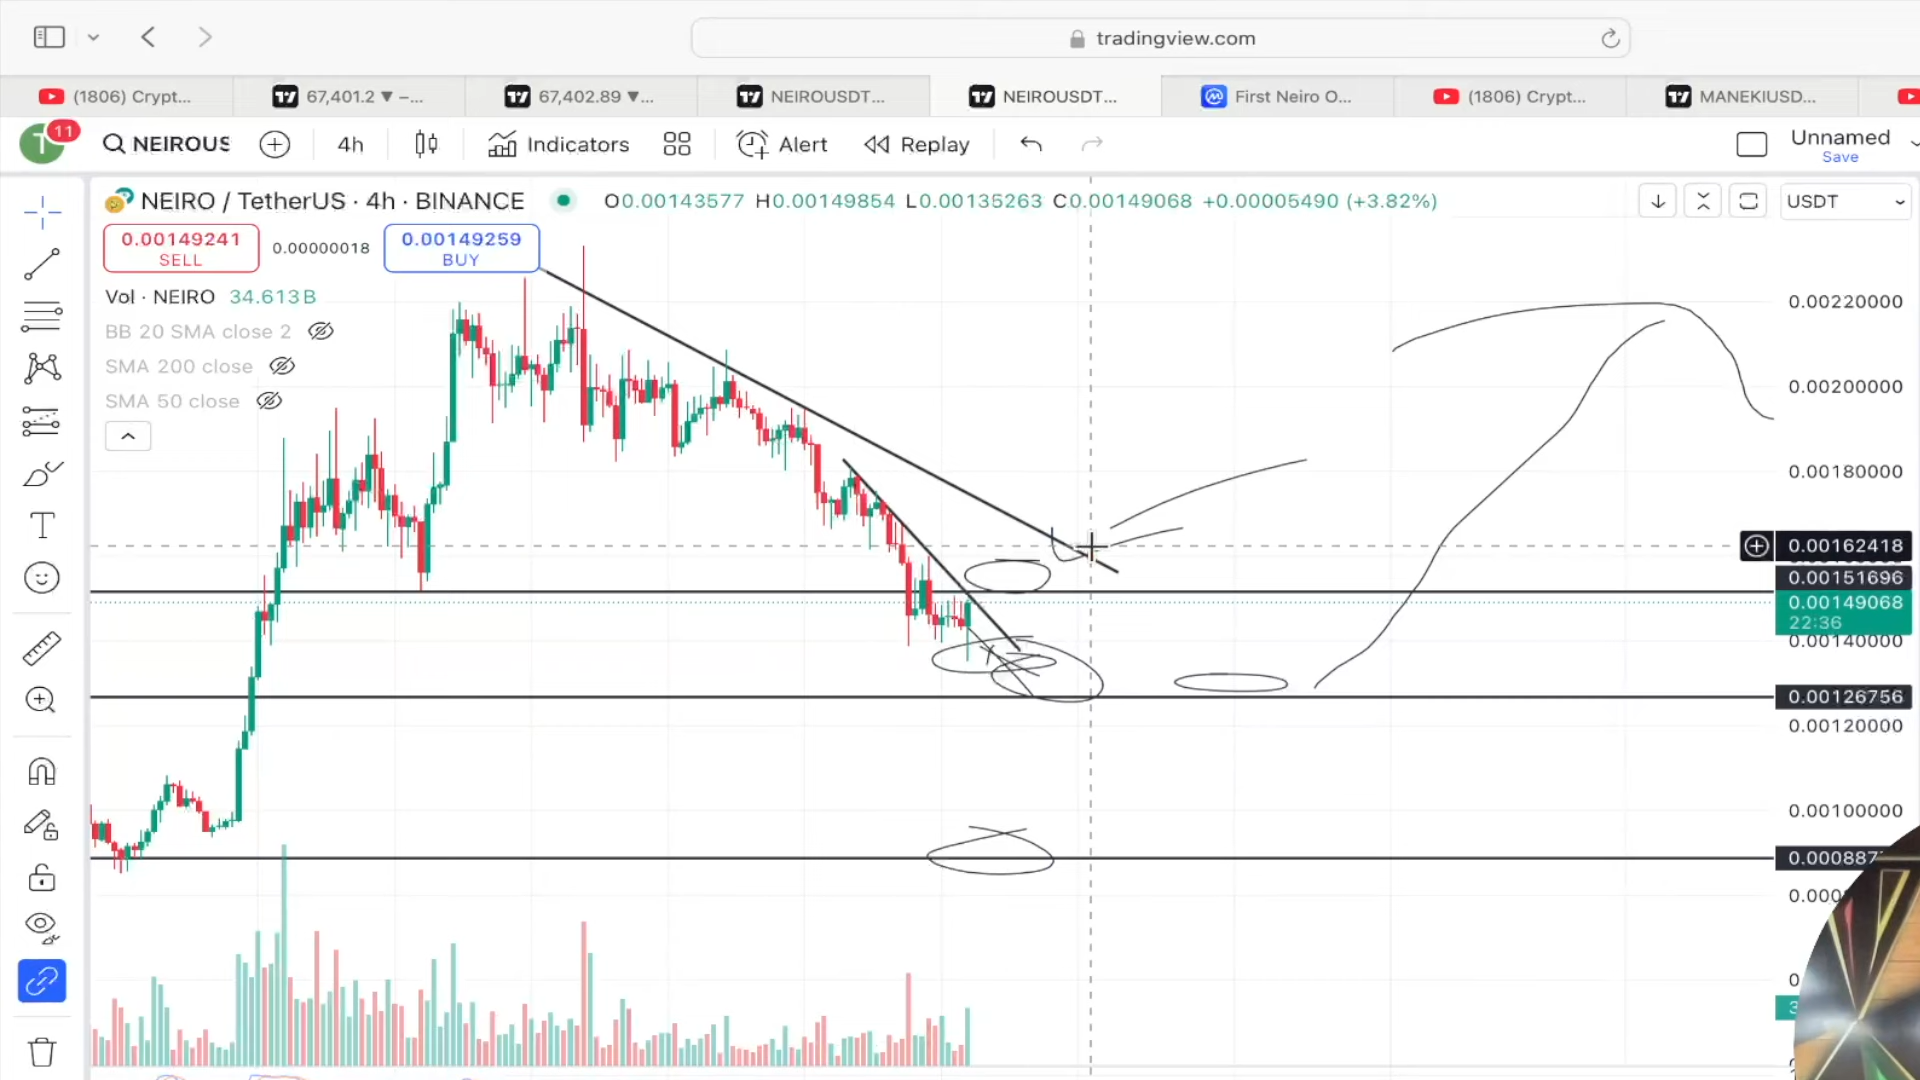 tradingview.com
(1806) Crypt...
67,401.2 ▼ –...
67,402.89 ▼...
NEIROUSDT...
NEIROUSDT...
First Neiro O...
(1806) Crypt...
MANEKIUSD...
T 11
NEIROUS
4h
Indicators
Alert
Replay
Unnamed
Save
NEIRO / TetherUS · 4h · BINANCE
O0.00143577 H0.00149854 L0.00135263 C0.00149068 +0.00005490 (+3.82%)
USDT
0.00149241
SELL
0.00000018
0.00149259
BUY
Vol · NEIRO 34.613B
BB 20 SMA close 2
SMA 200 close
SMA 50 close
0.00220000
0.00200000
0.00180000
0.00162418
0.00151696
0.00149068
22:36
0.00140000
0.00126756
0.00120000
0.00100000
0.000887